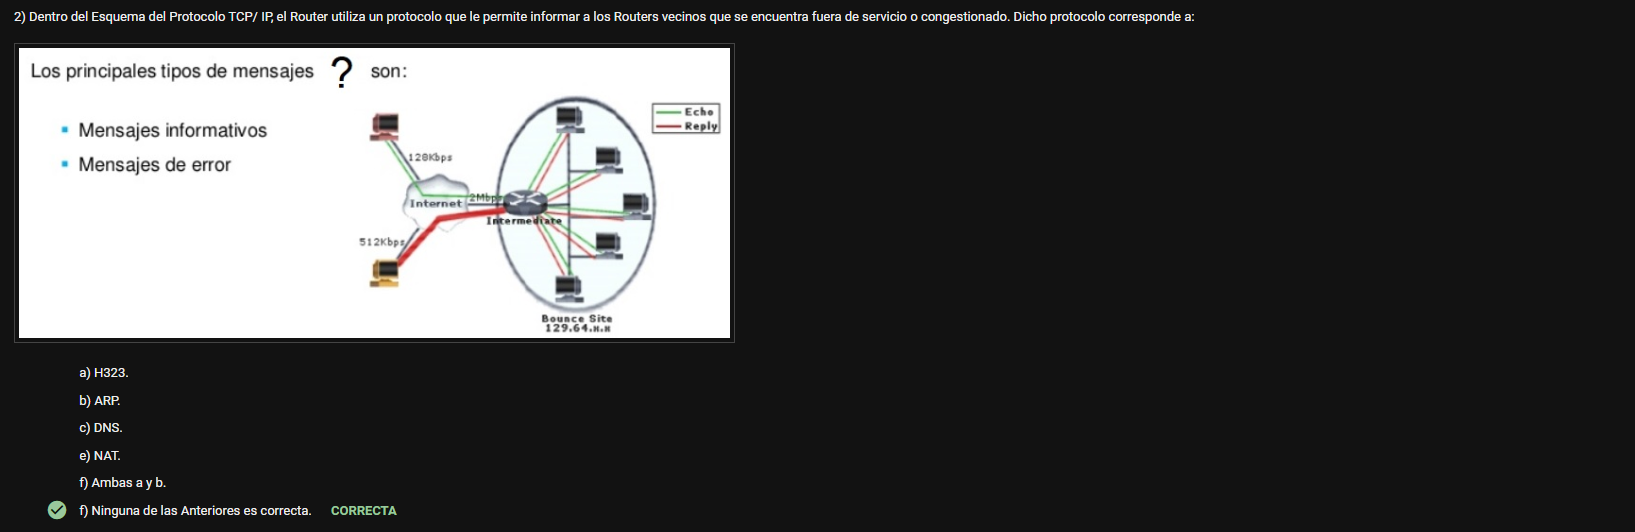 2) Dentro del Esquema del Protocolo TCP/ IP, el Router utiliza un protocolo que le permite informar a los Routers vecinos que se encuentra fuera de servicio o congestionado. Dicho protocolo corresponde a:
Los principales tipos de mensajes ? son:
Mensajes informativos
Mensajes de error
Echo
Reply
128Kbps
Internet
2Mbps
Intermediate
512Kbps
Bounce Site
129.64.x.x
a) H323.
b) ARP.
c) DNS.
e) NAT.
f) Ambas a y b.
f) Ninguna de las Anteriores es correcta. CORRECTA